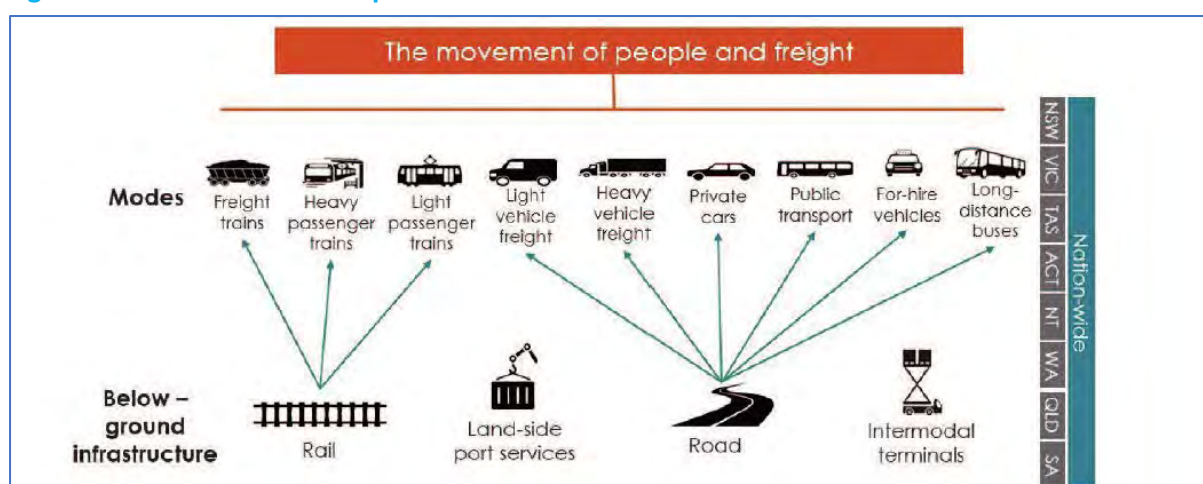 The movement of people and freight
Modes
Freight
trains
Heavy
passenger
trains
Light
passenger
trains
Light
vehicle
freight
Heavy
vehicle
freight
Private
cars
Public
transport
For-hire
vehicles
Long-
distance
buses
Below –
ground
infrastructure
Rail
Land-side
port services
Road
Intermodal
terminals
NSW
VIC
TAS
ACT
NT
WA
QLD
SA
Nation-wide